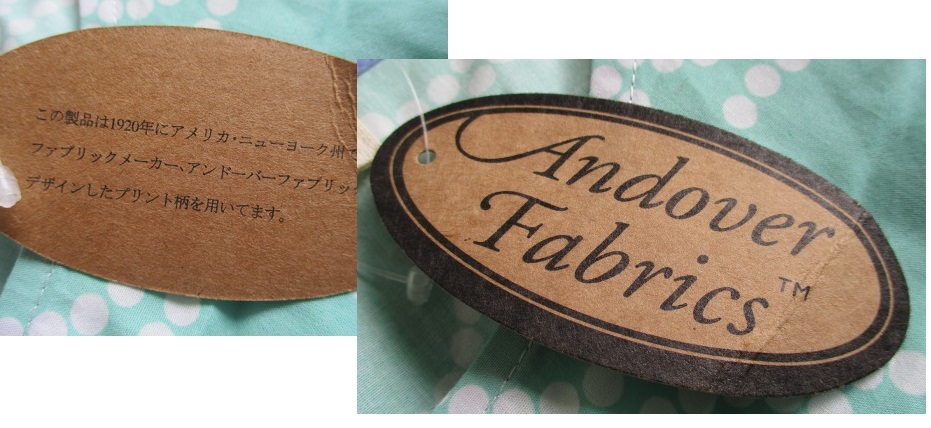 この製品は1920年にアメリカ・ニューヨーク州で
ファブリックメーカー、アンドーバーファブリッ
デザインしたプリント柄を用いてます。
Andover
Fabrics™